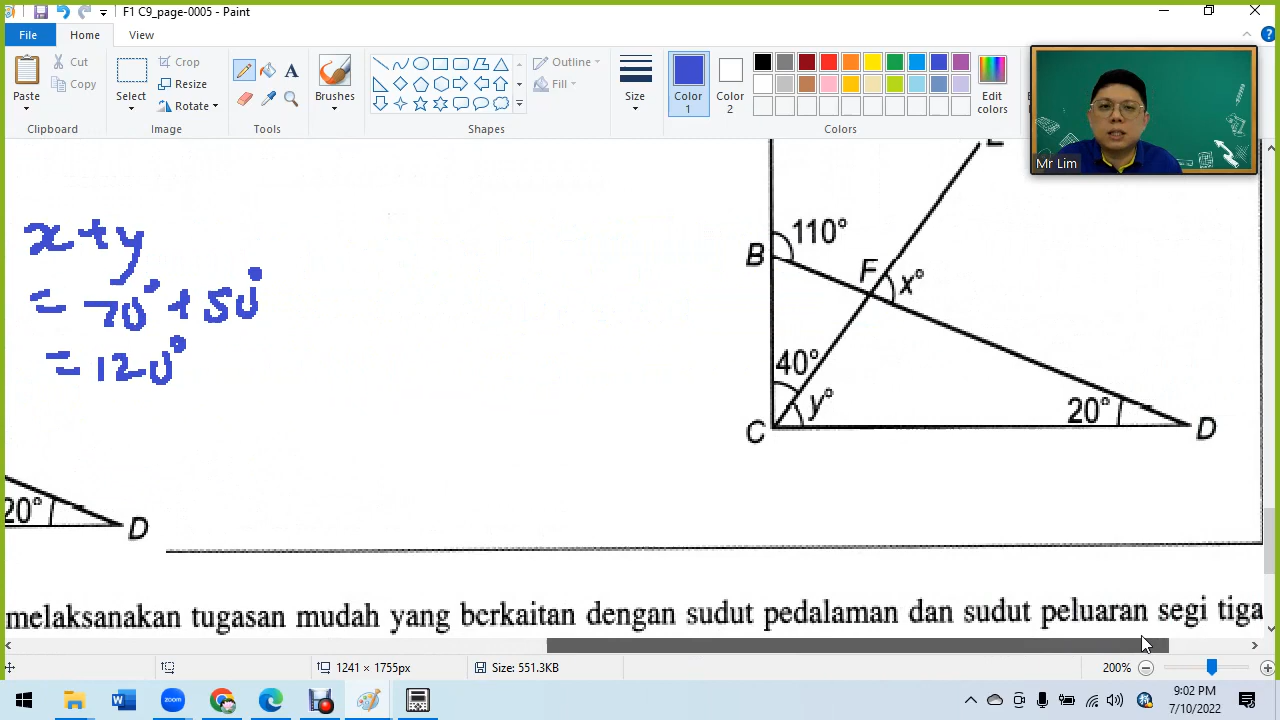 F1 C9_page-0005 - Paint
File
Home
View
Paste
Cut
Copy
Clipboard
Select
Crop
Resize
Rotate
Image
A
Tools
Brushes
Outline
Fill
Shapes
Size
Color 1
Color 2
Edit colors
Colors
Mr Lim
x + y
= 70° + 50°
= 120°
B
110°
F
x°
40°
y°
C
20°
D
20°
D
melaksanakan tugasan mudah yang berkaitan dengan sudut pedalaman dan sudut peluaran segi tiga
1241 × 1755px
Size: 551.3KB
200%
zoom
9:02 PM
7/10/2022